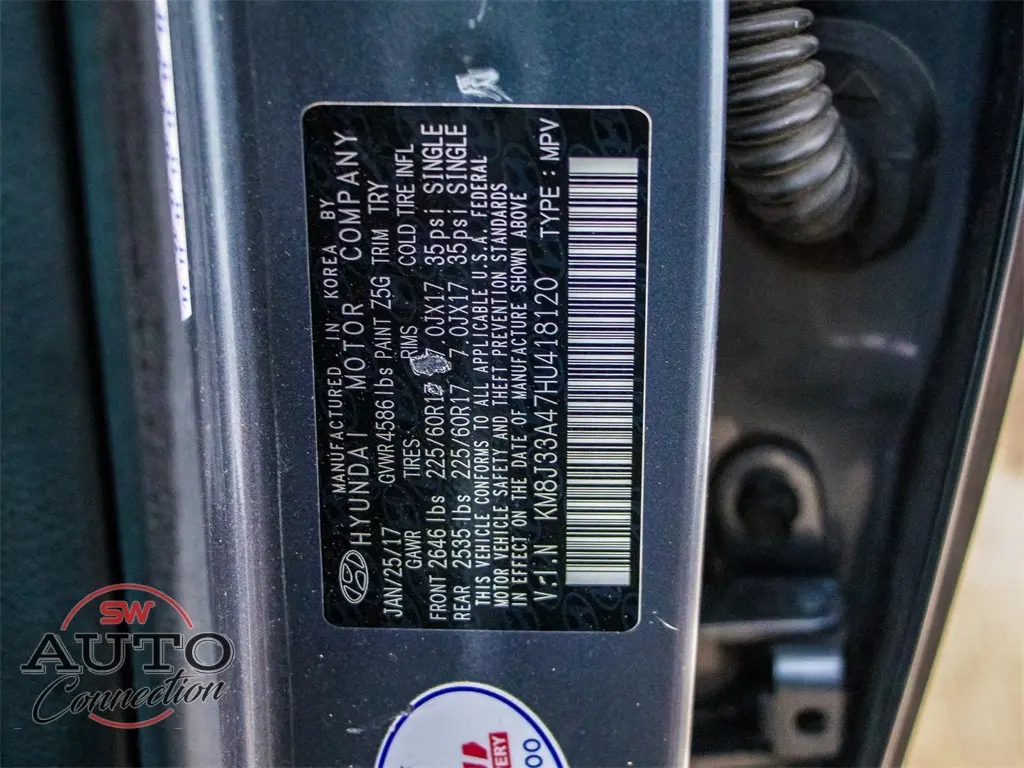 MANUFACTURED IN KOREA BY
HYUNDAI MOTOR COMPANY
JAN/25/17 GVWR 4586 lbs PAINT Z5G TRIM TRY
GAWR TIRES RIMS COLD TIRE INFL
FRONT 2646 lbs 225/60R17 7.0JX17 35psi SINGLE
REAR 2535 lbs 225/60R17 7.0JX17 35psi SINGLE
THIS VEHICLE CONFORMS TO ALL APPLICABLE U.S.A. FEDERAL
MOTOR VEHICLE SAFETY AND THEFT PREVENTION STANDARDS
IN EFFECT ON THE DATE OF MANUFACTURE SHOWN ABOVE
V.I.N KM8J33A47HU418120 TYPE : MPV
SW
AUTO
Connection